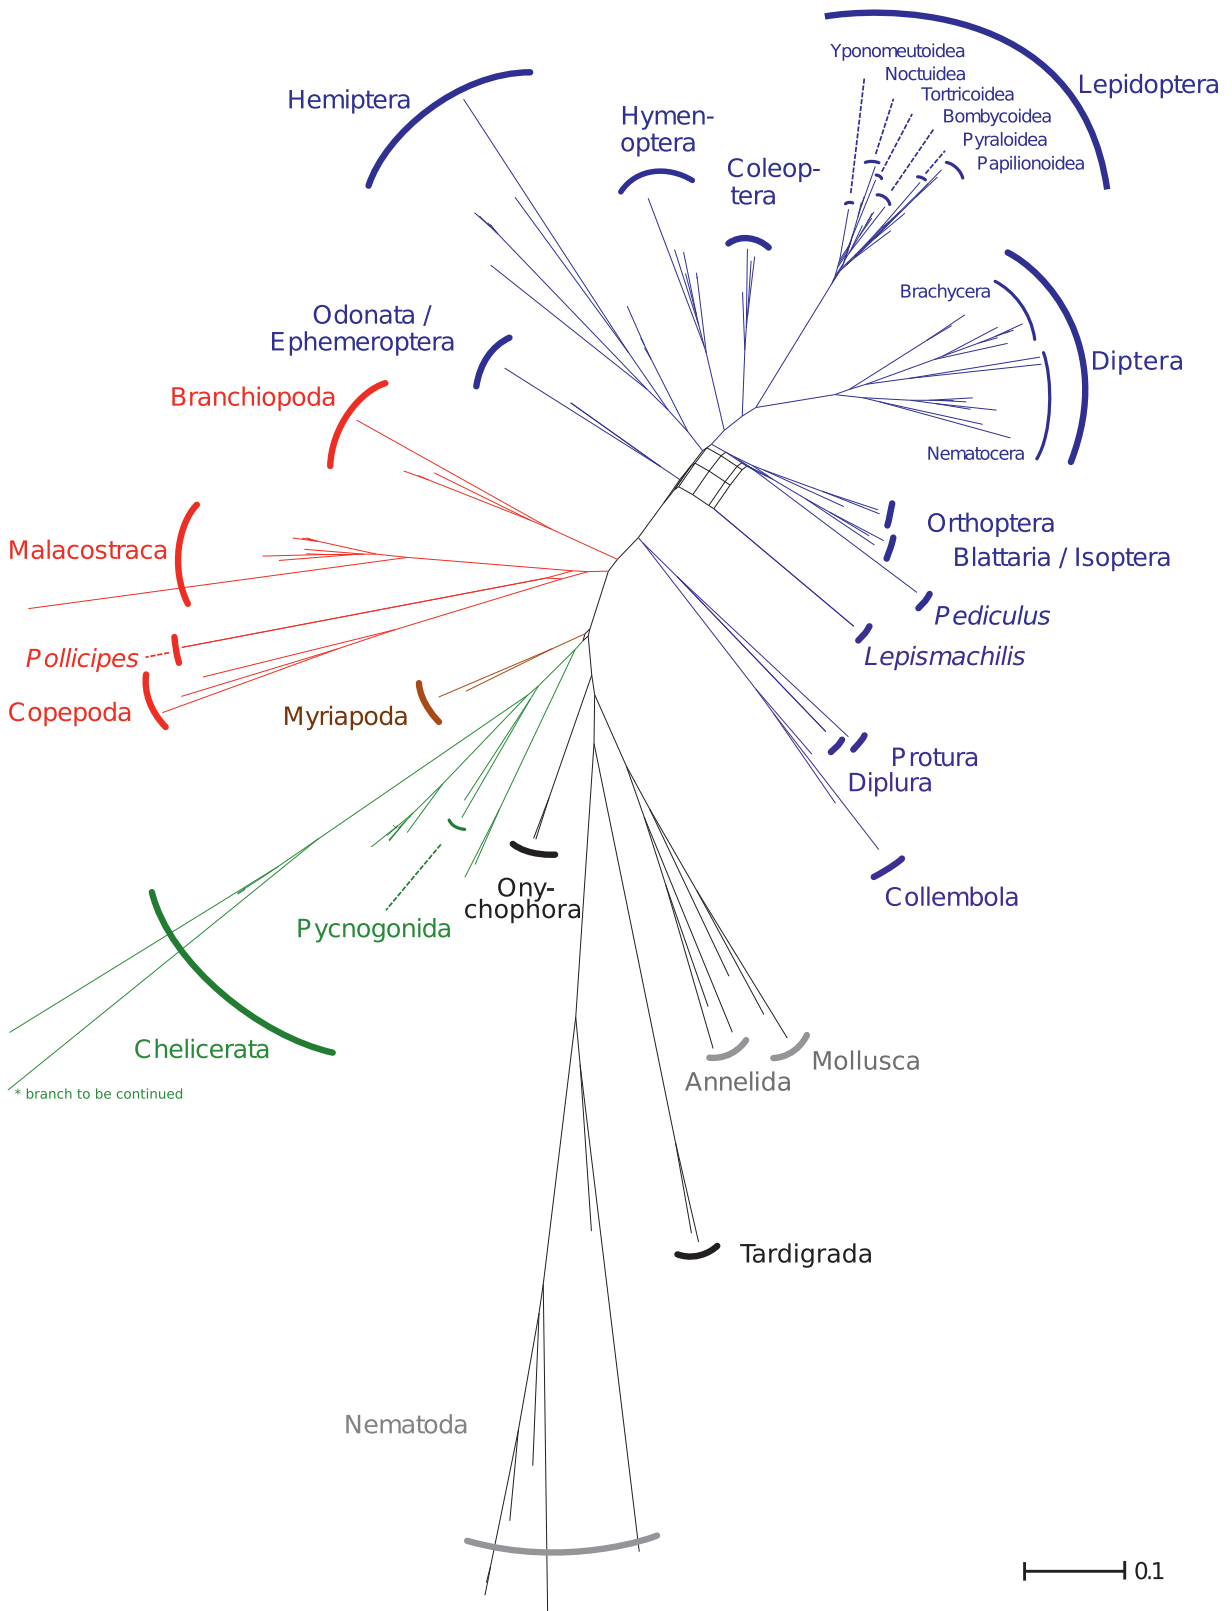 Yponomeutoidea
Noctuidea
Lepidoptera
Tortricoidea
Hemiptera
Hymen-
optera
Bombycoidea
Pyraloidea
Papilionoidea
Coleop-
tera
Brachycera
Odonata /
Ephemeroptera
Diptera
Branchiopoda
Nematocera
Orthoptera
Malacostraca
Blattaria / Isoptera
Pediculus
Pollicipes
Lepismachilis
Copepoda
Myriapoda
Protura
Diplura
Ony-
chophora
Collembola
Pycnogonida
Chelicerata
* branch to be continued
Mollusca
Annelida
Tardigrada
Nematoda
0.1